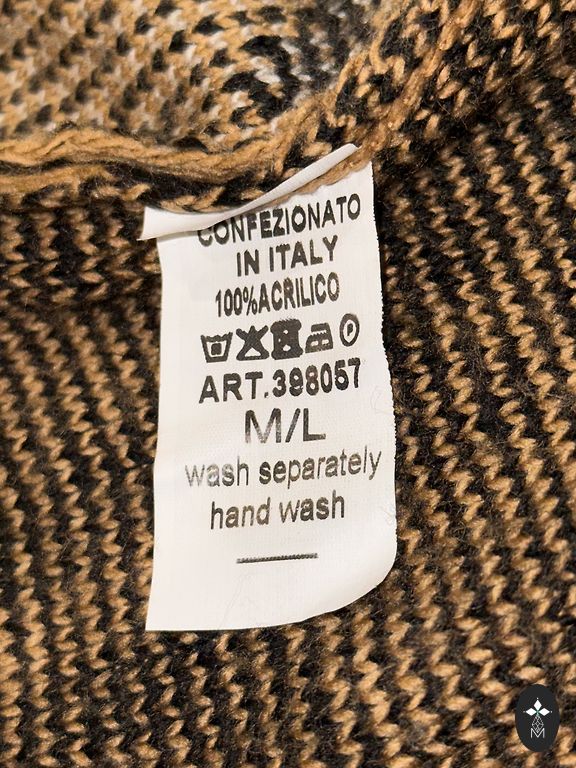 CONFEZIONATO
IN ITALY
100%ACRILICO
ART.398057
M/L
wash separately
hand wash